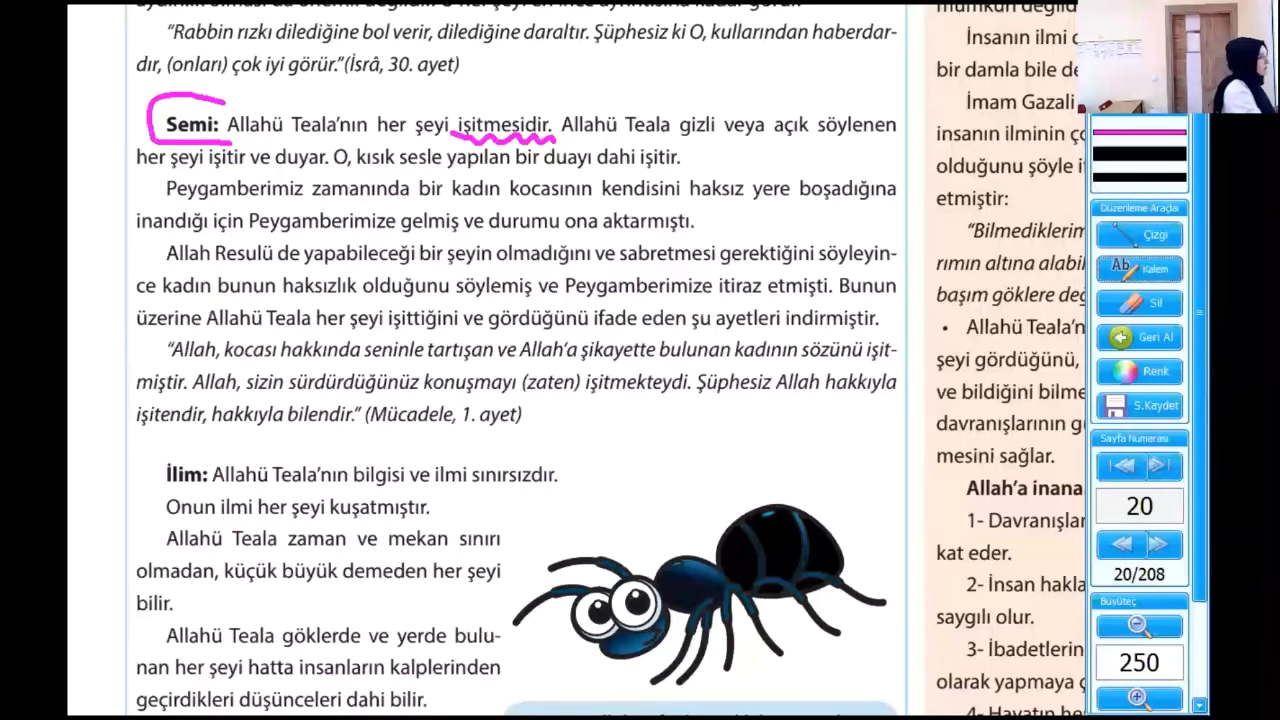 “Rabbin rızkı dilediğine bol verir, dilediğine daraltır. Şüphesiz ki O, kullarından haberdar-
dır, (onları) çok iyi görür.”(İsrâ, 30. ayet)
Semi: Allahü Teala’nın her şeyi işitmesidir. Allahü Teala gizli veya açık söylenen
her şeyi işitir ve duyar. O, kısık sesle yapılan bir duayı dahi işitir.
Peygamberimiz zamanında bir kadın kocasının kendisini haksız yere boşadığına
inandığı için Peygamberimize gelmiş ve durumu ona aktarmıştı.
Allah Resulü de yapabileceği bir şeyin olmadığını ve sabretmesi gerektiğini söyleyin-
ce kadın bunun haksızlık olduğunu söylemiş ve Peygamberimize itiraz etmişti. Bunun
üzerine Allahü Teala her şeyi işittiğini ve gördüğünü ifade eden şu ayetleri indirmiştir.
“Allah, kocası hakkında seninle tartışan ve Allah’a şikayette bulunan kadının sözünü işit-
miştir. Allah, sizin sürdürdüğünüz konuşmayı (zaten) işitmekteydi. Şüphesiz Allah hakkıyla
işitendir, hakkıyla bilendir.” (Mücadele, 1. ayet)
İlim: Allahü Teala’nın bilgisi ve ilmi sınırsızdır.
Onun ilmi her şeyi kuşatmıştır.
Allahü Teala zaman ve mekan sınırı
olmadan, küçük büyük demeden her şeyi
bilir.
Allahü Teala göklerde ve yerde bulu-
nan her şeyi hatta insanların kalplerinden
geçirdikleri düşünceleri dahi bilir.
İnsanın ilmi
bir damla bile
İmam Gazali
insanın ilminin
olduğunu şöyle
etmiştir:
“Bilmediklerim
rımın altına
başım göklere
• Allahü Teala’n
şeyi gördüğünü,
ve bildiğini
davranışlarının
mesini sağlar.
Allah’a inana
1- Davranışlar
kat eder.
2- İnsan hakla
saygılı olur.
3- İbadetlerin
olarak yapmaya
4- Hayatın
Düzenleme Araçları
Çizgi
Ab Kalem
Sil
Geri Al
Renk
S.Kaydet
Sayfa Numarası
20
20/208
Büyüteç
250